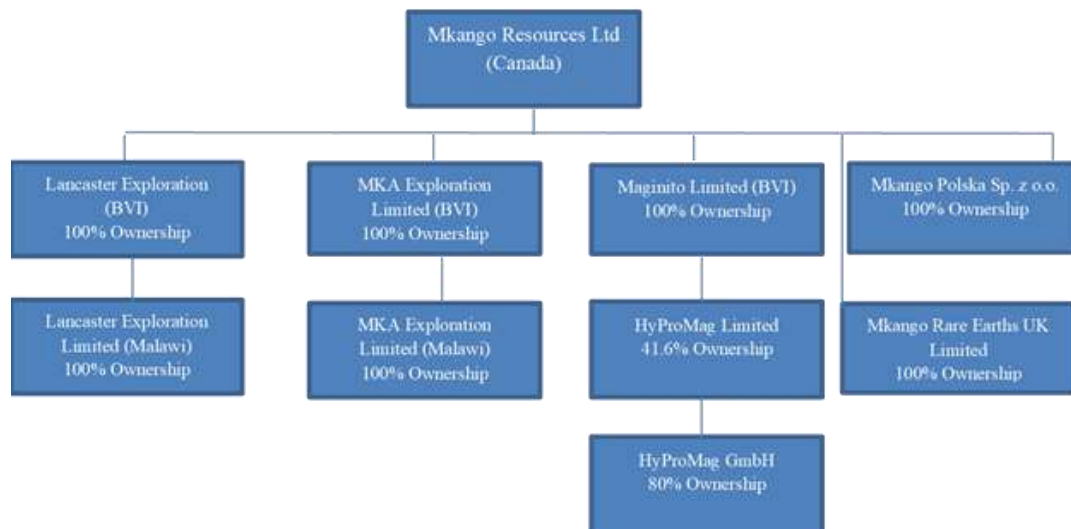 Mkango Resources Ltd
(Canada)
Lancaster Exploration
(BVI)
100% Ownership
MKA Exploration
Limited (BVI)
100% Ownership
Maginito Limited (BVI)
100% Ownership
Mkango Polska Sp. z o.o.
100% Ownership
Lancaster Exploration
Limited (Malawi)
100% Ownership
MKA Exploration
Limited (Malawi)
100% Ownership
HyProMag Limited
41.6% Ownership
Mkango Rare Earths UK
Limited
100% Ownership
HyProMag GmbH
80% Ownership